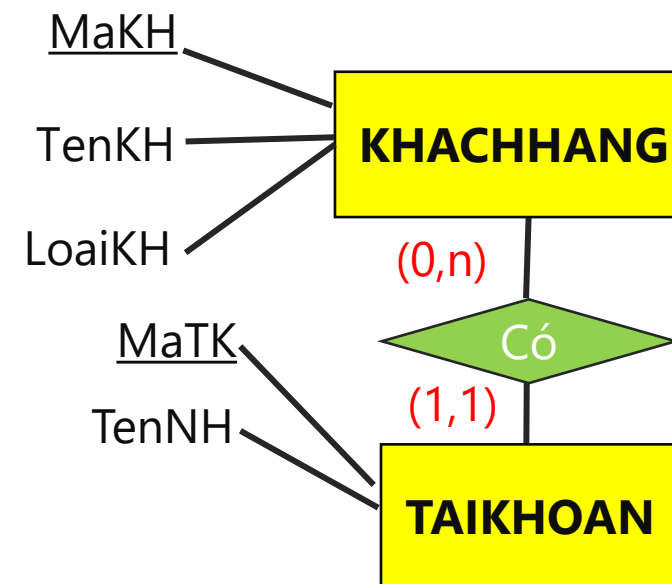 MaKH
TenKH
KHACHHANG
LoaiKH
(0,n)
MaTK
Có
TenNH
(1,1)
TAIKHOAN